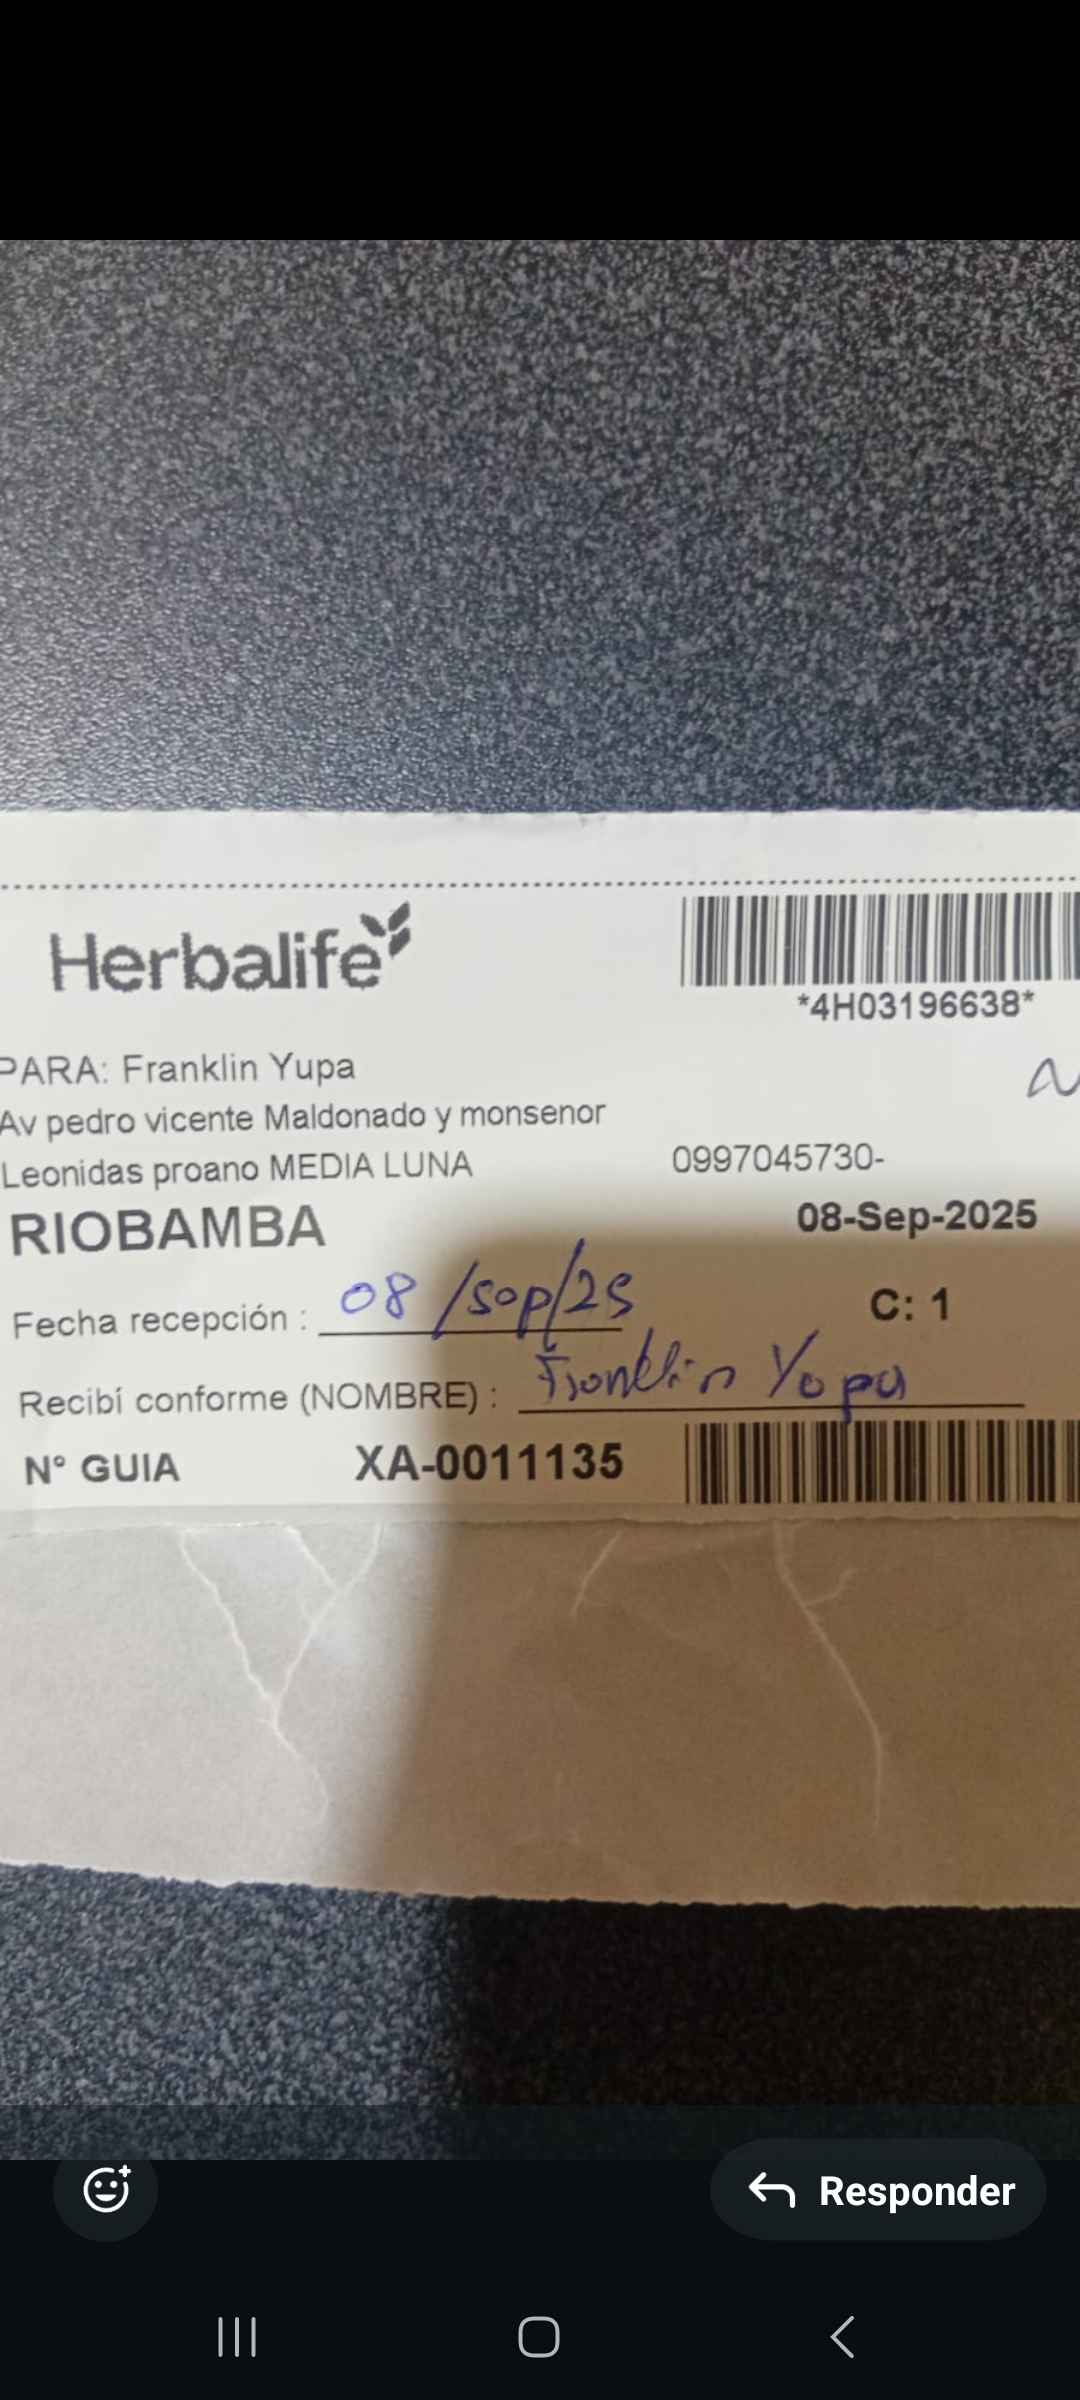 Herbalife
*4H03196638*
PARA: Franklin Yupa
Av pedro vicente Maldonado y monsenor
Leonidas proano MEDIA LUNA 0997045730-
RIOBAMBA 08-Sep-2025
Fecha recepción : 08/sep/25 C: 1
Recibí conforme (NOMBRE) : Franklin Yupa
N° GUIA XA-0011135
Responder